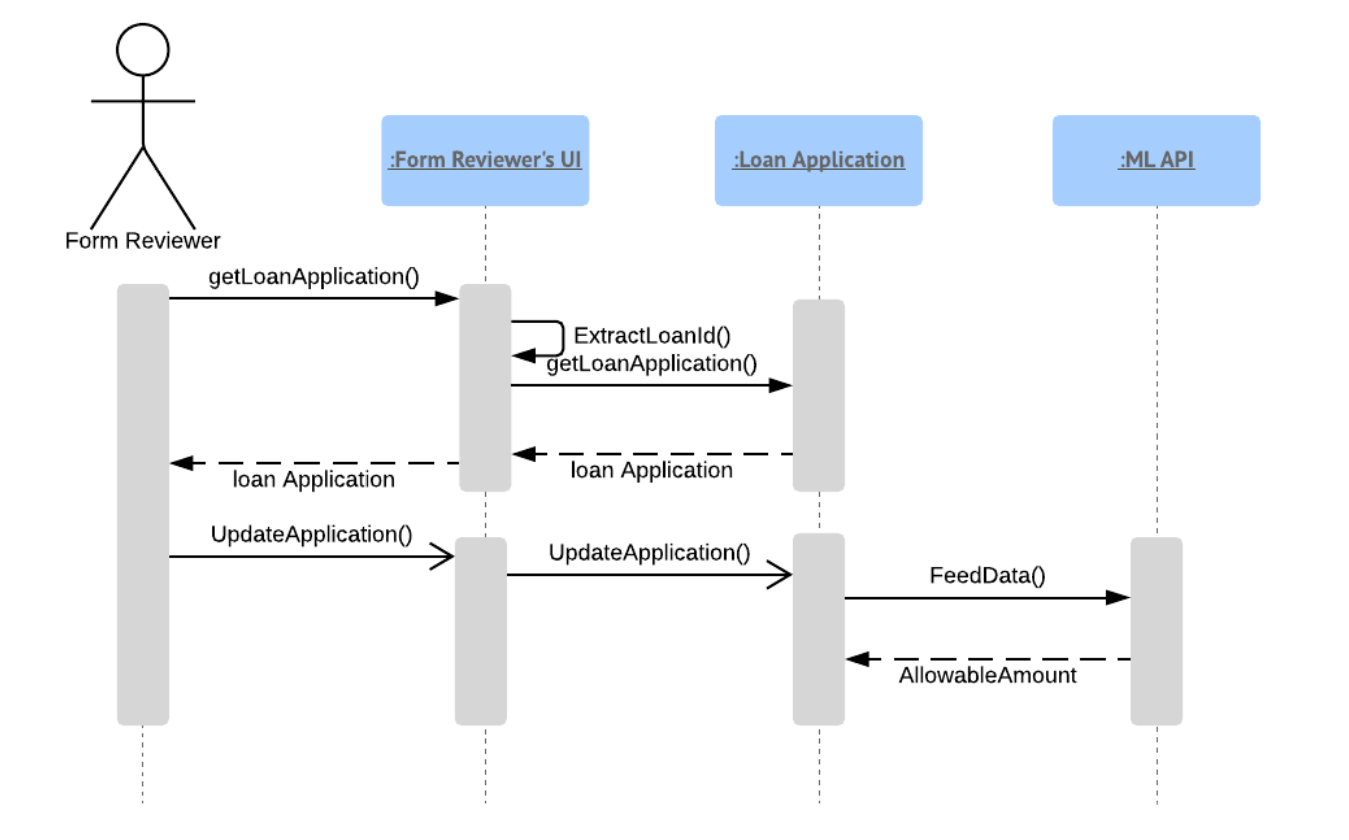 :Form Reviewer's UI
:Loan Application
:ML API
Form Reviewer
getLoanApplication()
ExtractLoanId()
getLoanApplication()
loan Application
loan Application
UpdateApplication()
UpdateApplication()
FeedData()
AllowableAmount